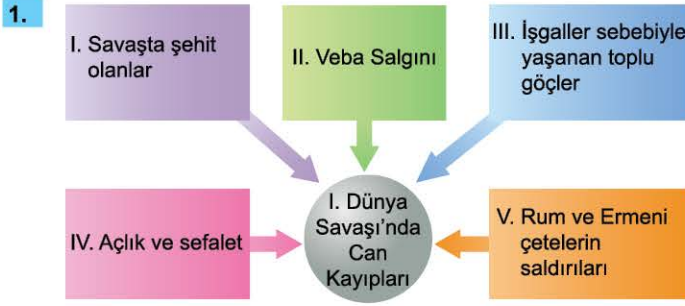 1.
I. Savaşta şehit
olanlar
II. Veba Salgını
III. İşgaller sebebiyle
yaşanan toplu
göçler
IV. Açlık ve sefalet
I. Dünya
Savaşı'nda
Can
Kayıpları
V. Rum ve Ermeni
çetelerin
saldırıları